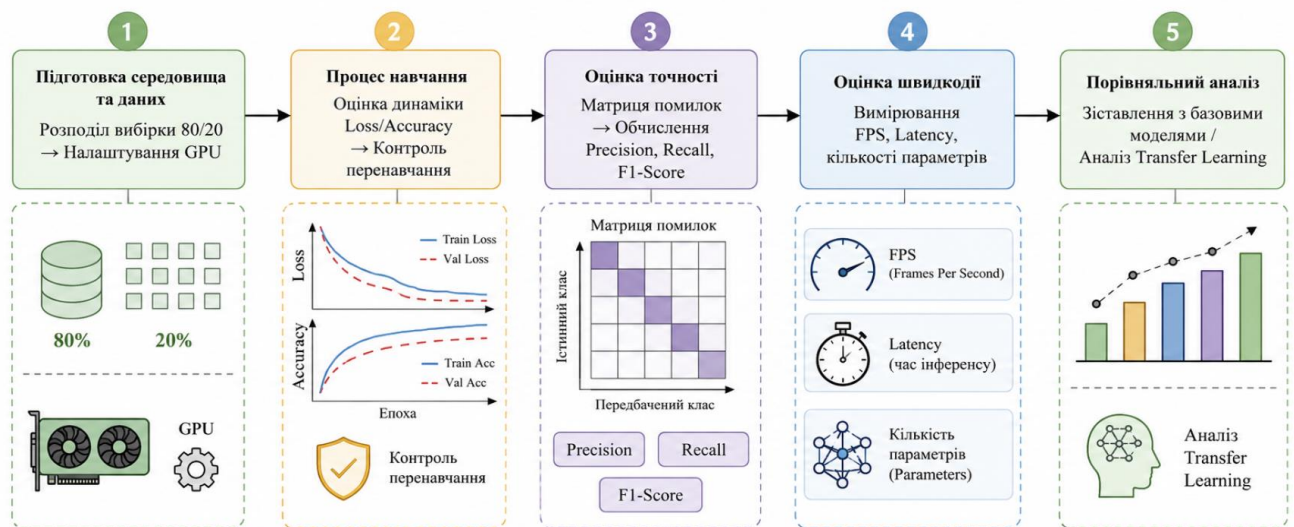 1
Підготовка середовища
та даних
Розподіл вибірки 80/20
→ Налаштування GPU
80%
20%
GPU
2
Процес навчання
Оцінка динаміки
Loss/Accuracy
→ Контроль
перенавчання
Loss
Train Loss
Val Loss
Accuracy
Train Acc
Val Acc
Епоха
Контроль
перенавчання
3
Оцінка точності
Матриця помилок
→ Обчислення
Precision, Recall,
F1-Score
Матриця помилок
Істинний клас
Передбачений клас
Precision
Recall
F1-Score
4
Оцінка швидкодії
Вимірювання
FPS, Latency,
кількості параметрів
FPS
(Frames Per Second)
Latency
(час інференсу)
Кількість
параметрів
(Parameters)
5
Порівняльний аналіз
Зіставлення з базовими
моделями /
Аналіз Transfer Learning
Аналіз
Transfer
Learning